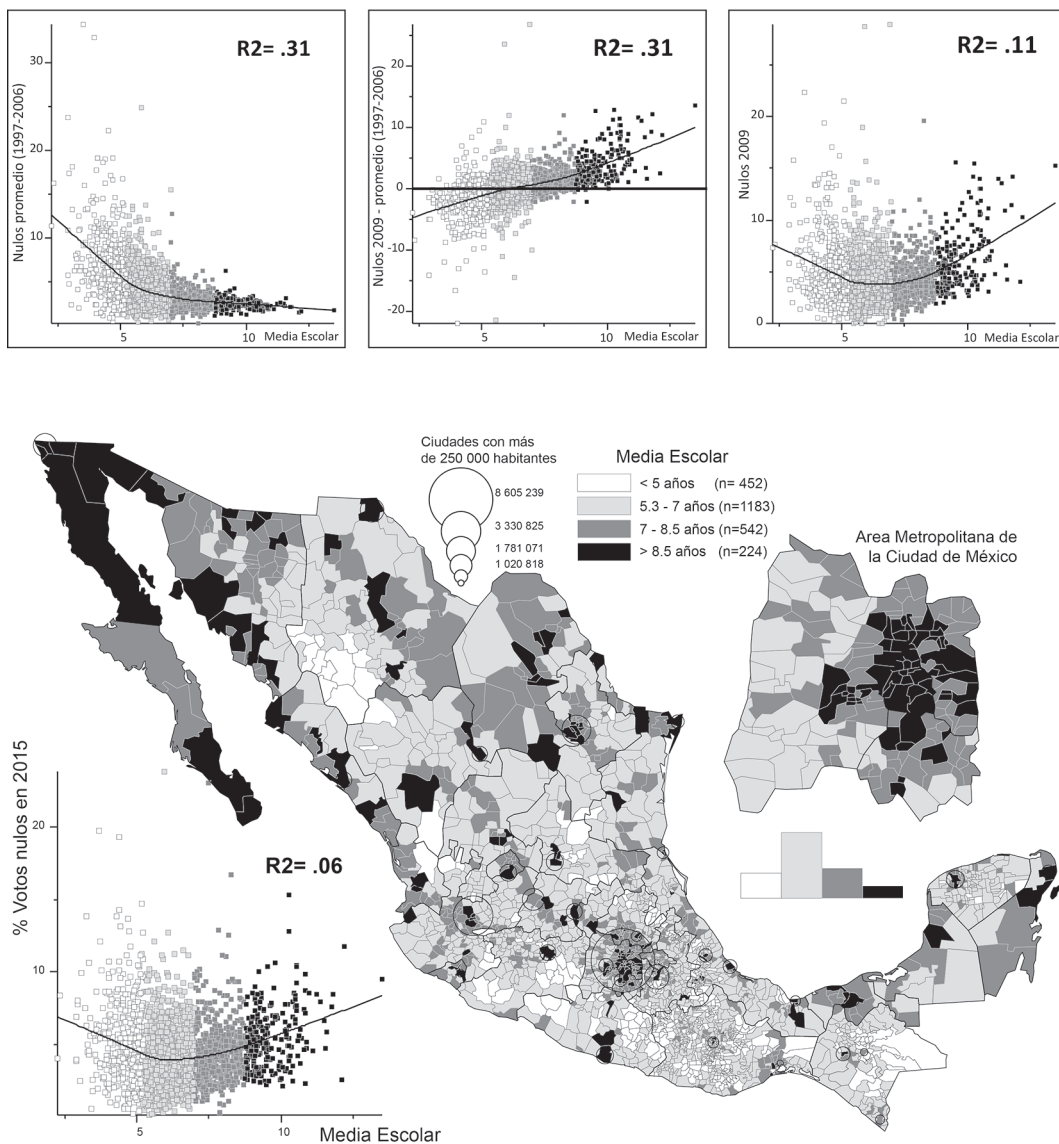 R2= .31
Nulos promedio (1997-2006)
30
20
10
5
10
Media Escolar
R2= .31
Nulos 2009 - promedio (1997-2006)
20
10
0
-10
-20
5
10
Media Escolar
R2= .11
Nulos 2009
30
20
10
0
5
10
Media Escolar
Ciudades con más
de 250 000 habitantes
8 605 239
3 330 825
1 781 071
1 020 818
Media Escolar
< 5 años (n= 452)
5.3 - 7 años (n=1183)
7 - 8.5 años (n=542)
> 8.5 años (n=224)
Area Metropolitana de
la Ciudad de México
% Votos nulos en 2015
R2= .06
20
10
5
10
Media Escolar